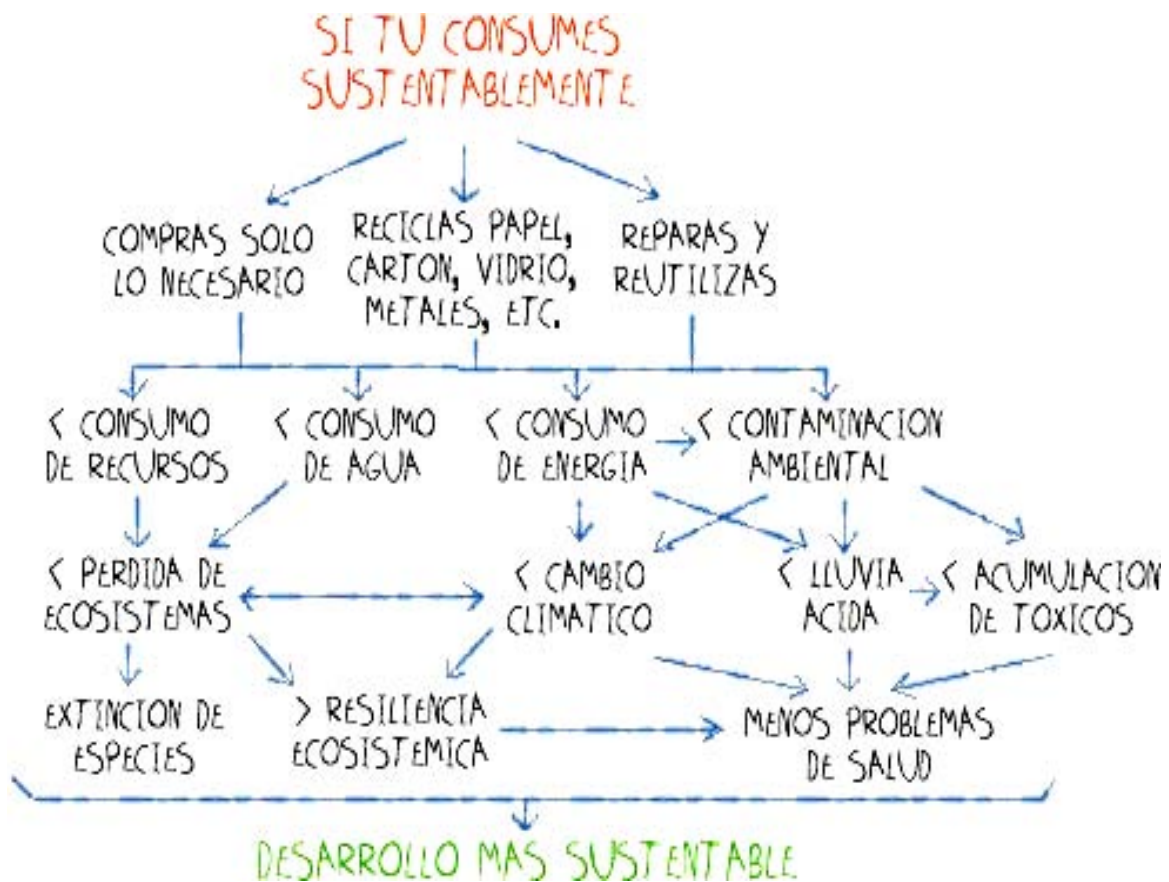 SI TU CONSUMES
SUSTENTABLEMENTE
COMPRAS SOLO
LO NECESARIO
RECICLAS PAPEL,
CARTON, VIDRIO,
METALES, ETC.
REPARAS Y
REUTILIZAS
< CONSUMO
DE RECURSOS
< CONSUMO
DE AGUA
< CONSUMO
DE ENERGIA
< CONTAMINACION
AMBIENTAL
< PERDIDA DE
ECOSISTEMAS
< CAMBIO
CLIMATICO
< LLUVIA
ACIDA
< ACUMULACION
DE TOXICOS
EXTINCION DE
ESPECIES
> RESILIENCIA
ECOSISTEMICA
MENOS PROBLEMAS
DE SALUD
DESARROLLO MAS SUSTENTABLE